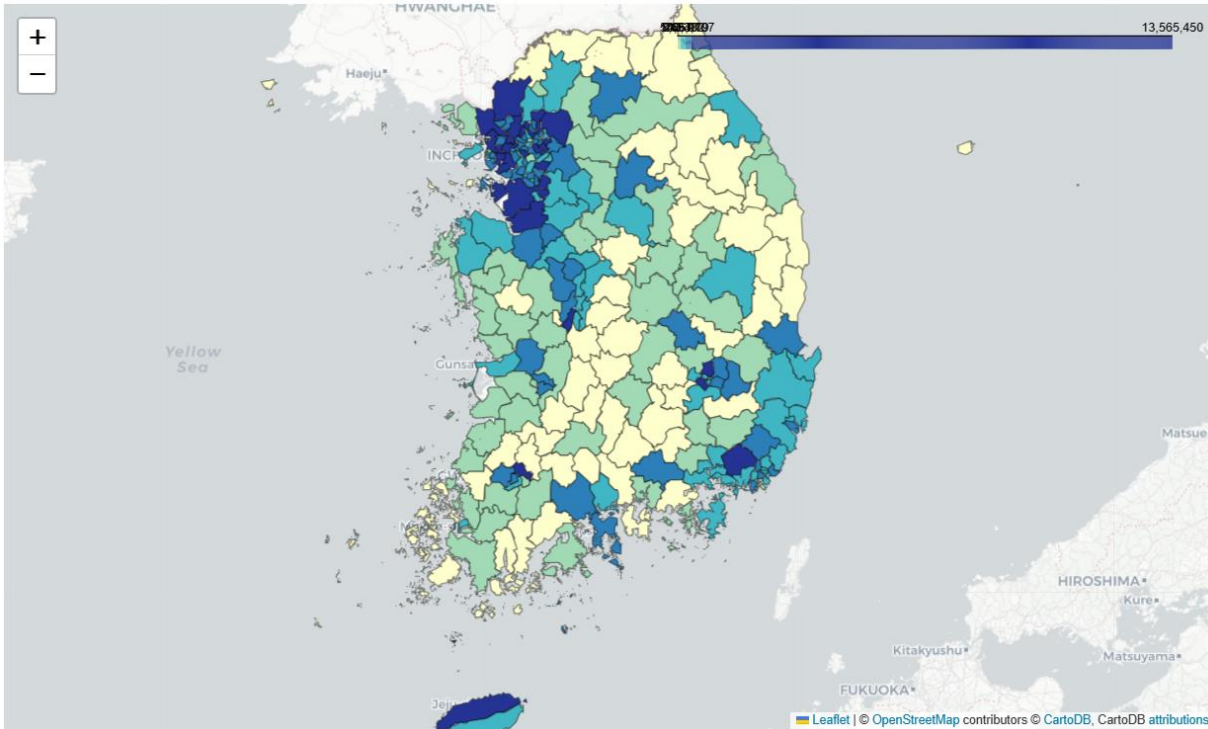 HWANGHAE
+
−
13,565,450
Haeju
INCH
Yellow
Sea
Gunsa
Matsue
HIROSHIMA
Kure
Kitakyushu
Matsuyama
FUKUOKA
Jeju
Leaflet | © OpenStreetMap contributors © CartoDB, CartoDB attributions